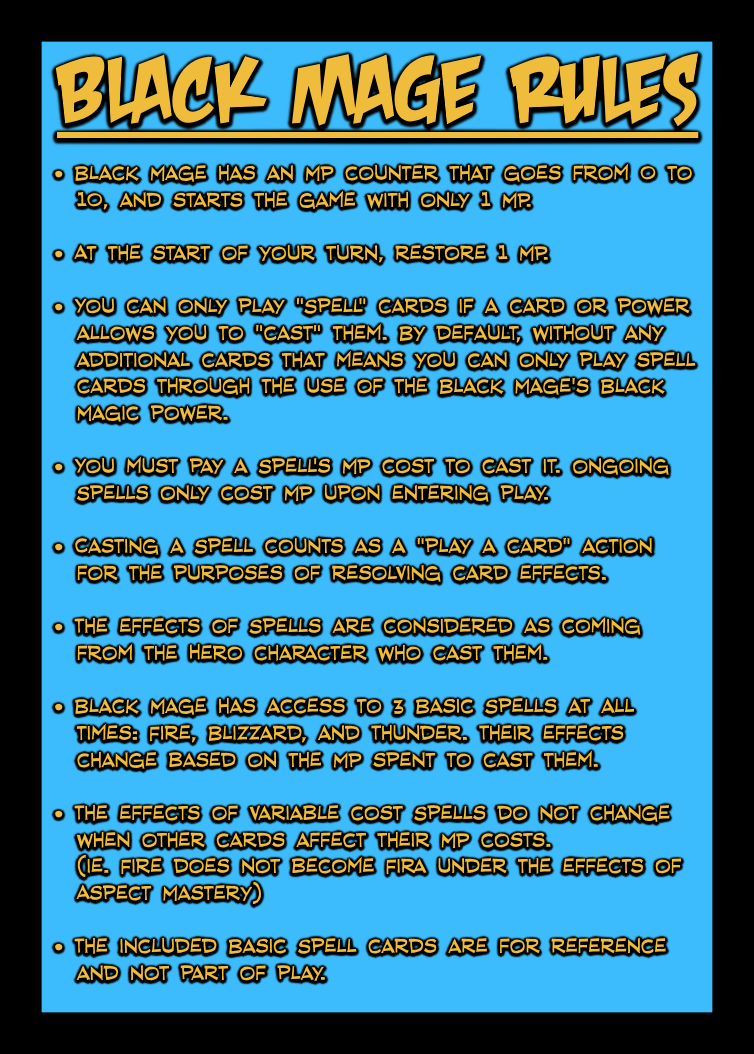 BLACK MAGE RULES
• BLACK MAGE HAS AN MP COUNTER THAT GOES FROM 0 TO
10, AND STARTS THE GAME WITH ONLY 1 MP.
• AT THE START OF YOUR TURN, RESTORE 1 MP.
• YOU CAN ONLY PLAY "SPELL" CARDS IF A CARD OR POWER
ALLOWS YOU TO "CAST" THEM. BY DEFAULT, WITHOUT ANY
ADDITIONAL CARDS THAT MEANS YOU CAN ONLY PLAY SPELL
CARDS THROUGH THE USE OF THE BLACK MAGE'S BLACK
MAGIC POWER.
• YOU MUST PAY A SPELL'S MP COST TO CAST IT. ONGOING
SPELLS ONLY COST MP UPON ENTERING PLAY.
• CASTING A SPELL COUNTS AS A "PLAY A CARD" ACTION
FOR THE PURPOSES OF RESOLVING CARD EFFECTS.
• THE EFFECTS OF SPELLS ARE CONSIDERED AS COMING
FROM THE HERO CHARACTER WHO CAST THEM.
• BLACK MAGE HAS ACCESS TO 3 BASIC SPELLS AT ALL
TIMES: FIRE, BLIZZARD, AND THUNDER. THEIR EFFECTS
CHANGE BASED ON THE MP SPENT TO CAST THEM.
• THE EFFECTS OF VARIABLE COST SPELLS DO NOT CHANGE
WHEN OTHER CARDS AFFECT THEIR MP COSTS.
(IE. FIRE DOES NOT BECOME FIRA UNDER THE EFFECTS OF
ASPECT MASTERY)
• THE INCLUDED BASIC SPELL CARDS ARE FOR REFERENCE
AND NOT PART OF PLAY.